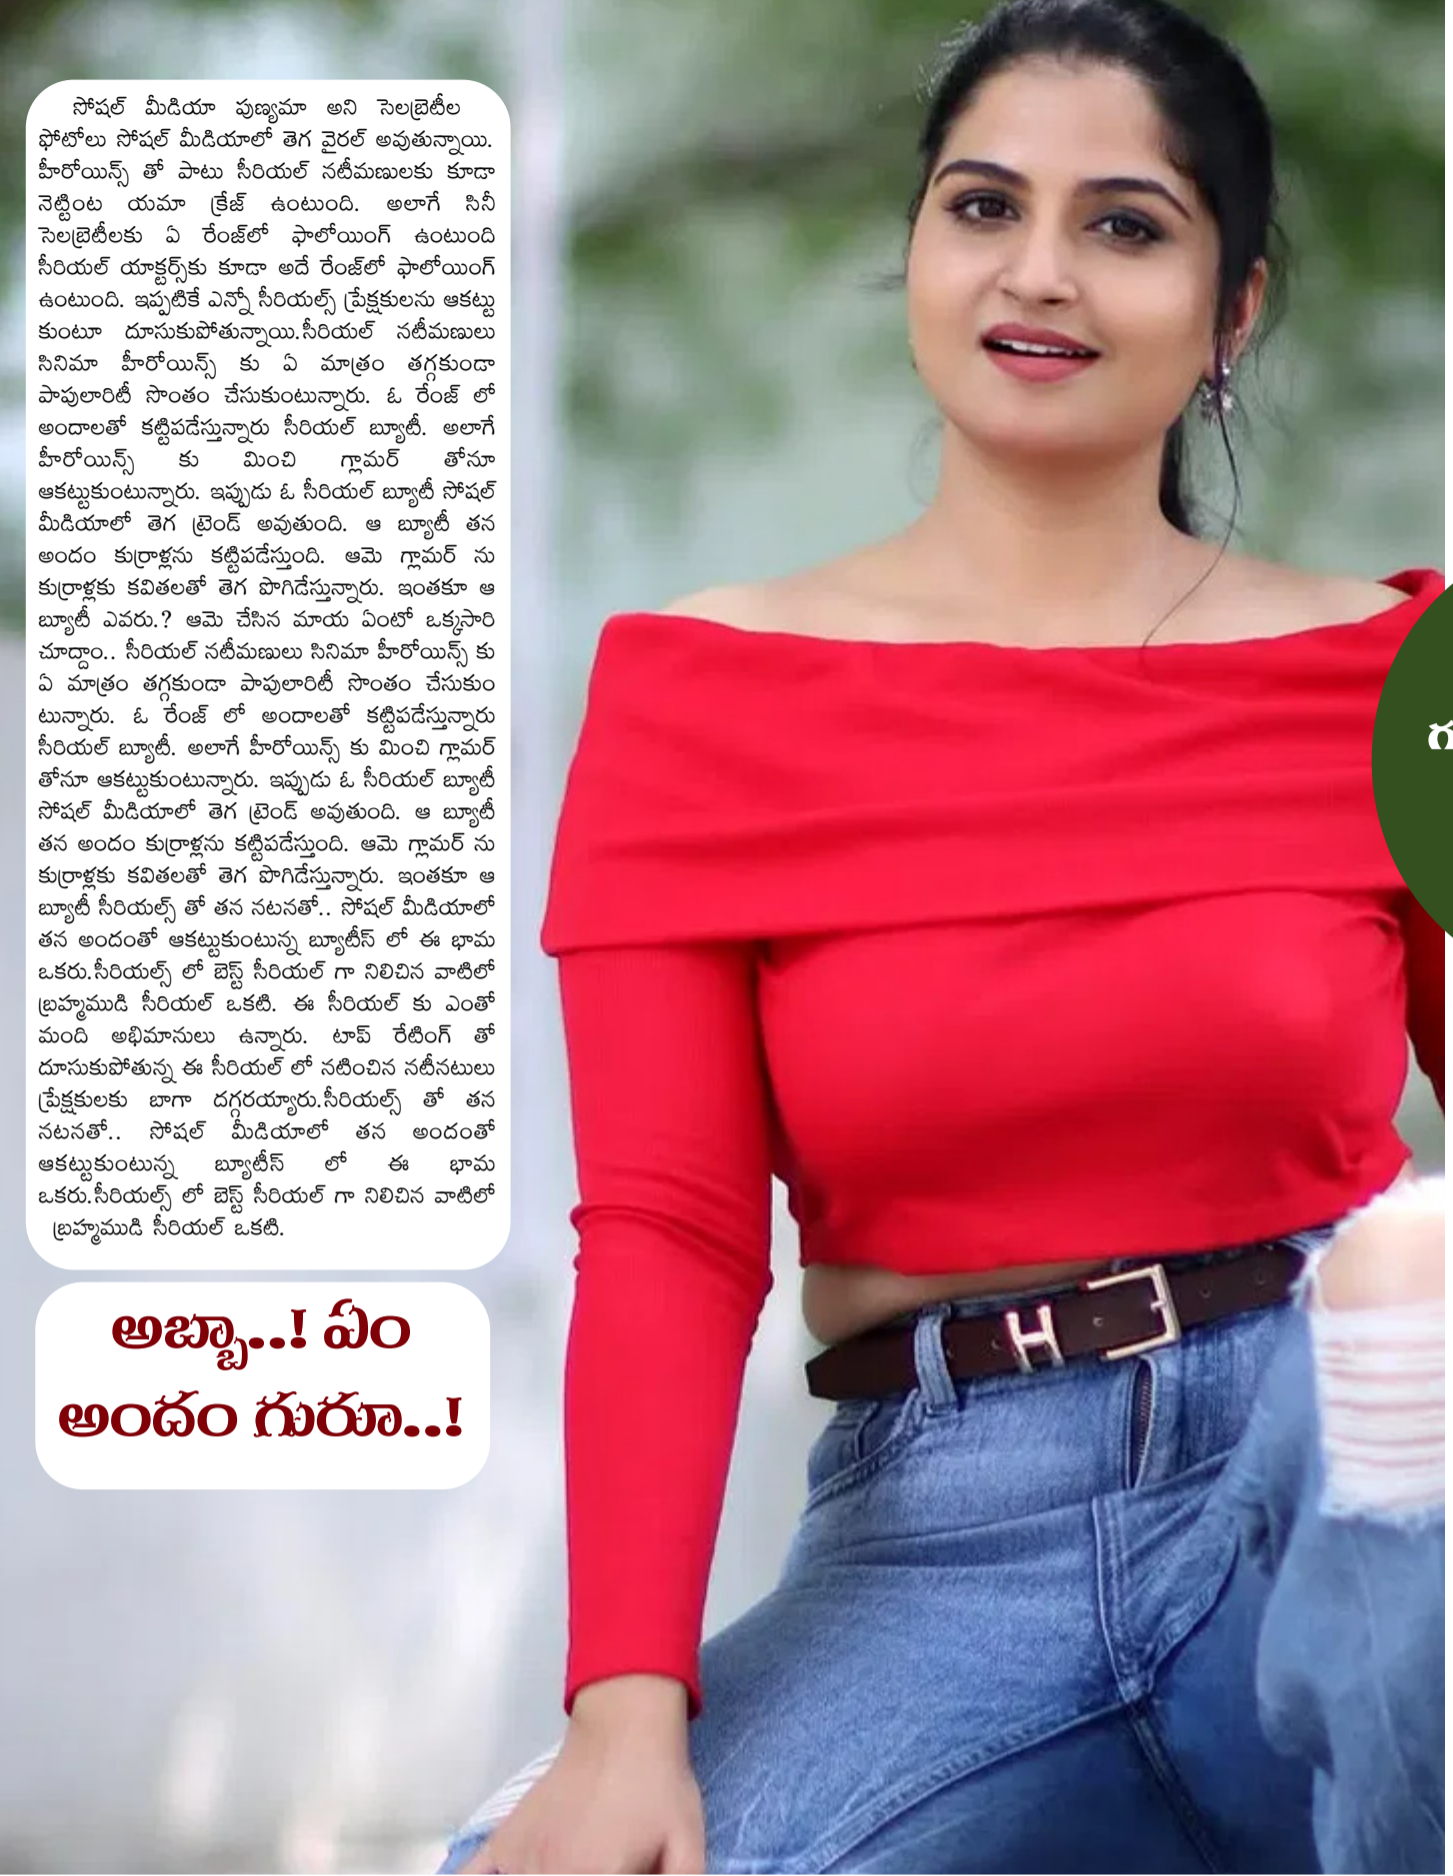 సోషల్ మీడియా పుణ్యమా అని సెలబ్రెటీల
ఫోటోలు సోషల్ మీడియాలో తెగ వైరల్ అవుతున్నాయి.
హీరోయిన్స్ తో పాటు సీరియల్ నటీమణులకు కూడా
నెట్టింట యమా క్రేజ్ ఉంటుంది. అలాగే సినీ
సెలబ్రెటీలకు ఏ రేంజ్‌లో ఫాలోయింగ్ ఉంటుంది
సీరియల్ యాక్టర్స్‌కు కూడా అదే రేంజ్‌లో ఫాలోయింగ్
ఉంటుంది. ఇప్పటికే ఎన్నో సీరియల్స్ ప్రేక్షకులను ఆకట్టు
కుంటూ దూసుకుపోతున్నాయి.సీరియల్ నటీమణులు
సినిమా హీరోయిన్స్ కు ఏ మాత్రం తగ్గకుండా
పాపులారిటీ సొంతం చేసుకుంటున్నారు. ఓ రేంజ్ లో
అందాలతో కట్టిపడేస్తున్నారు సీరియల్ బ్యూటీ. అలాగే
హీరోయిన్స్ కు మించి గ్లామర్ తోనూ
ఆకట్టుకుంటున్నారు. ఇప్పుడు ఓ సీరియల్ బ్యూటీ సోషల్
మీడియాలో తెగ ట్రెండ్ అవుతుంది. ఆ బ్యూటీ తన
అందం కుర్రాళ్లను కట్టిపడేస్తుంది. ఆమె గ్లామర్ ను
కుర్రాళ్లకు కవితలతో తెగ పొగిడేస్తున్నారు. ఇంతకూ ఆ
బ్యూటీ ఎవరు.? ఆమె చేసిన మాయ ఏంటో ఒక్కసారి
చూద్దాం.. సీరియల్ నటీమణులు సినిమా హీరోయిన్స్ కు
ఏ మాత్రం తగ్గకుండా పాపులారిటీ సొంతం చేసుకుం
టున్నారు. ఓ రేంజ్ లో అందాలతో కట్టిపడేస్తున్నారు
సీరియల్ బ్యూటీ. అలాగే హీరోయిన్స్ కు మించి గ్లామర్
తోనూ ఆకట్టుకుంటున్నారు. ఇప్పుడు ఓ సీరియల్ బ్యూటీ
సోషల్ మీడియాలో తెగ ట్రెండ్ అవుతుంది. ఆ బ్యూటీ
తన అందం కుర్రాళ్లను కట్టిపడేస్తుంది. ఆమె గ్లామర్ ను
కుర్రాళ్లకు కవితలతో తెగ పొగిడేస్తున్నారు. ఇంతకూ ఆ
బ్యూటీ సీరియల్స్ తో తన నటనతో.. సోషల్ మీడియాలో
తన అందంతో ఆకట్టుకుంటున్న బ్యూటీస్ లో ఈ భామ
ఒకరు.సీరియల్స్ లో బెస్ట్ సీరియల్ గా నిలిచిన వాటిలో
బ్రహ్మముడి సీరియల్ ఒకటి. ఈ సీరియల్ కు ఎంతో
మంది అభిమానులు ఉన్నారు. టాప్ రేటింగ్ తో
దూసుకుపోతున్న ఈ సీరియల్ లో నటించిన నటీనటులు
ప్రేక్షకులకు బాగా దగ్గరయ్యారు.సీరియల్స్ తో తన
నటనతో.. సోషల్ మీడియాలో తన అందంతో
ఆకట్టుకుంటున్న బ్యూటీస్ లో ఈ భామ
ఒకరు.సీరియల్స్ లో బెస్ట్ సీరియల్ గా నిలిచిన వాటిలో
బ్రహ్మముడి సీరియల్ ఒకటి.
అబ్బా..! ఏం
అందం గురూ..!